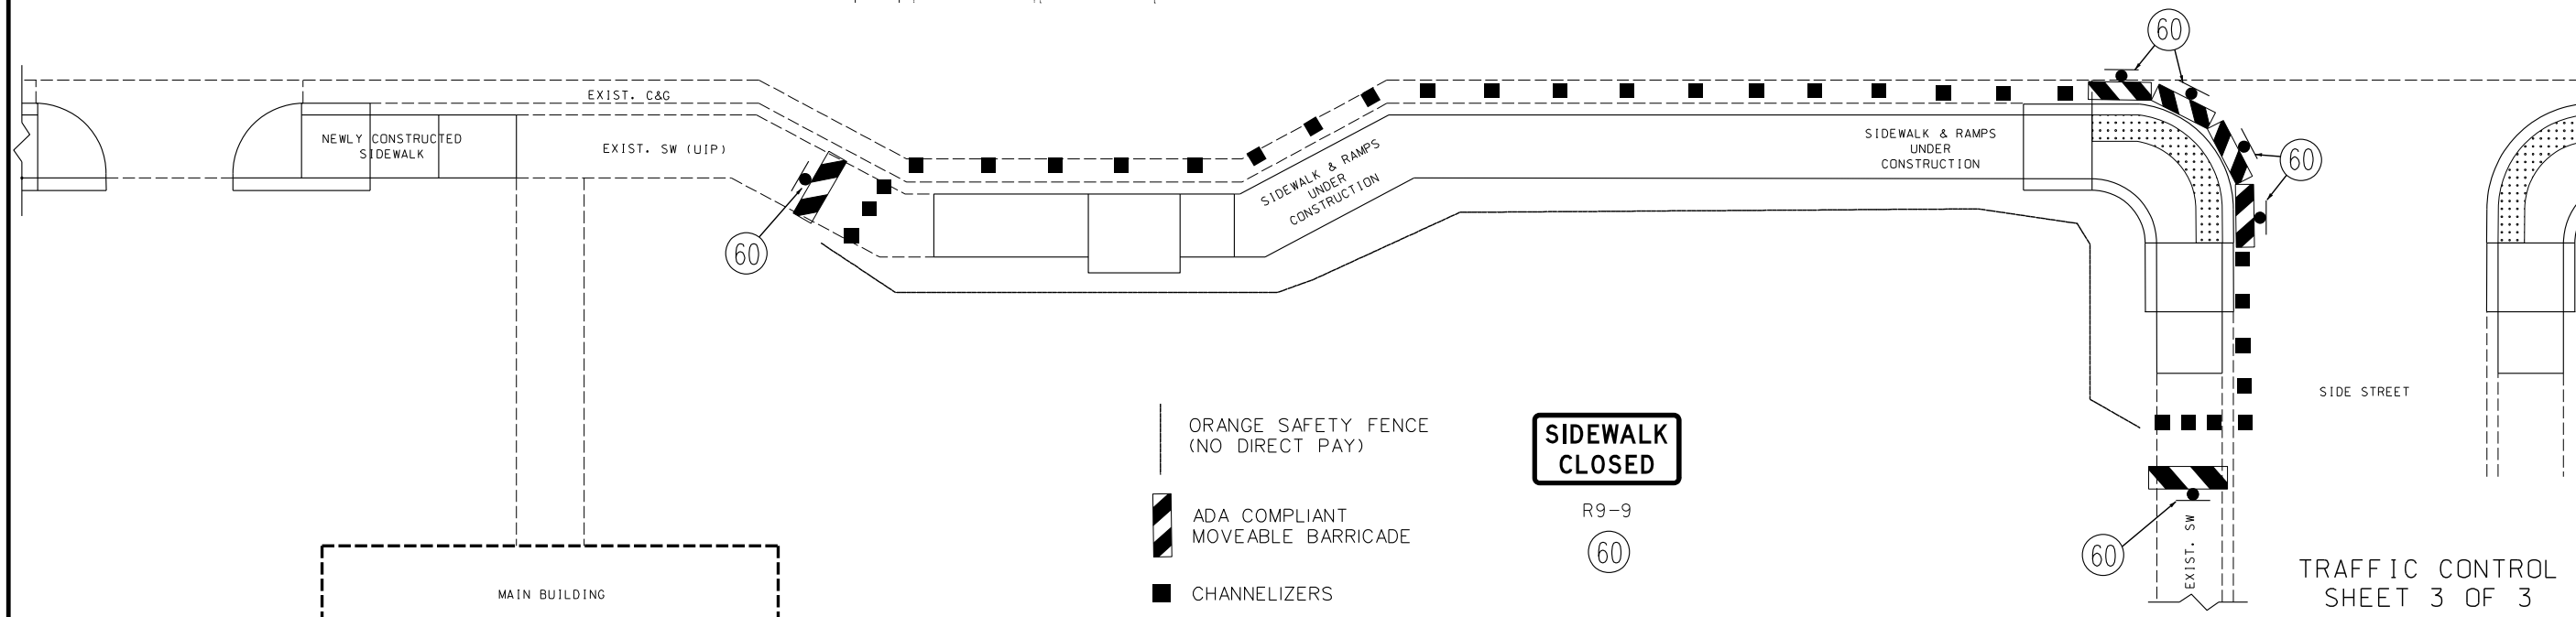 60
EXIST. C&G
NEWLY CONSTRUCTED
SIDEWALK
EXIST. SW (UIP)
SIDEWALK & RAMPS
UNDER
CONSTRUCTION
SIDEWALK & RAMPS
UNDER
CONSTRUCTION
60
60
SIDE STREET
ORANGE SAFETY FENCE
(NO DIRECT PAY)
SIDEWALK
CLOSED
R9-9
60
ADA COMPLIANT
MOVEABLE BARRICADE
CHANNELIZERS
MAIN BUILDING
60
EXIST. SW
TRAFFIC CONTROL
SHEET 3 OF 3